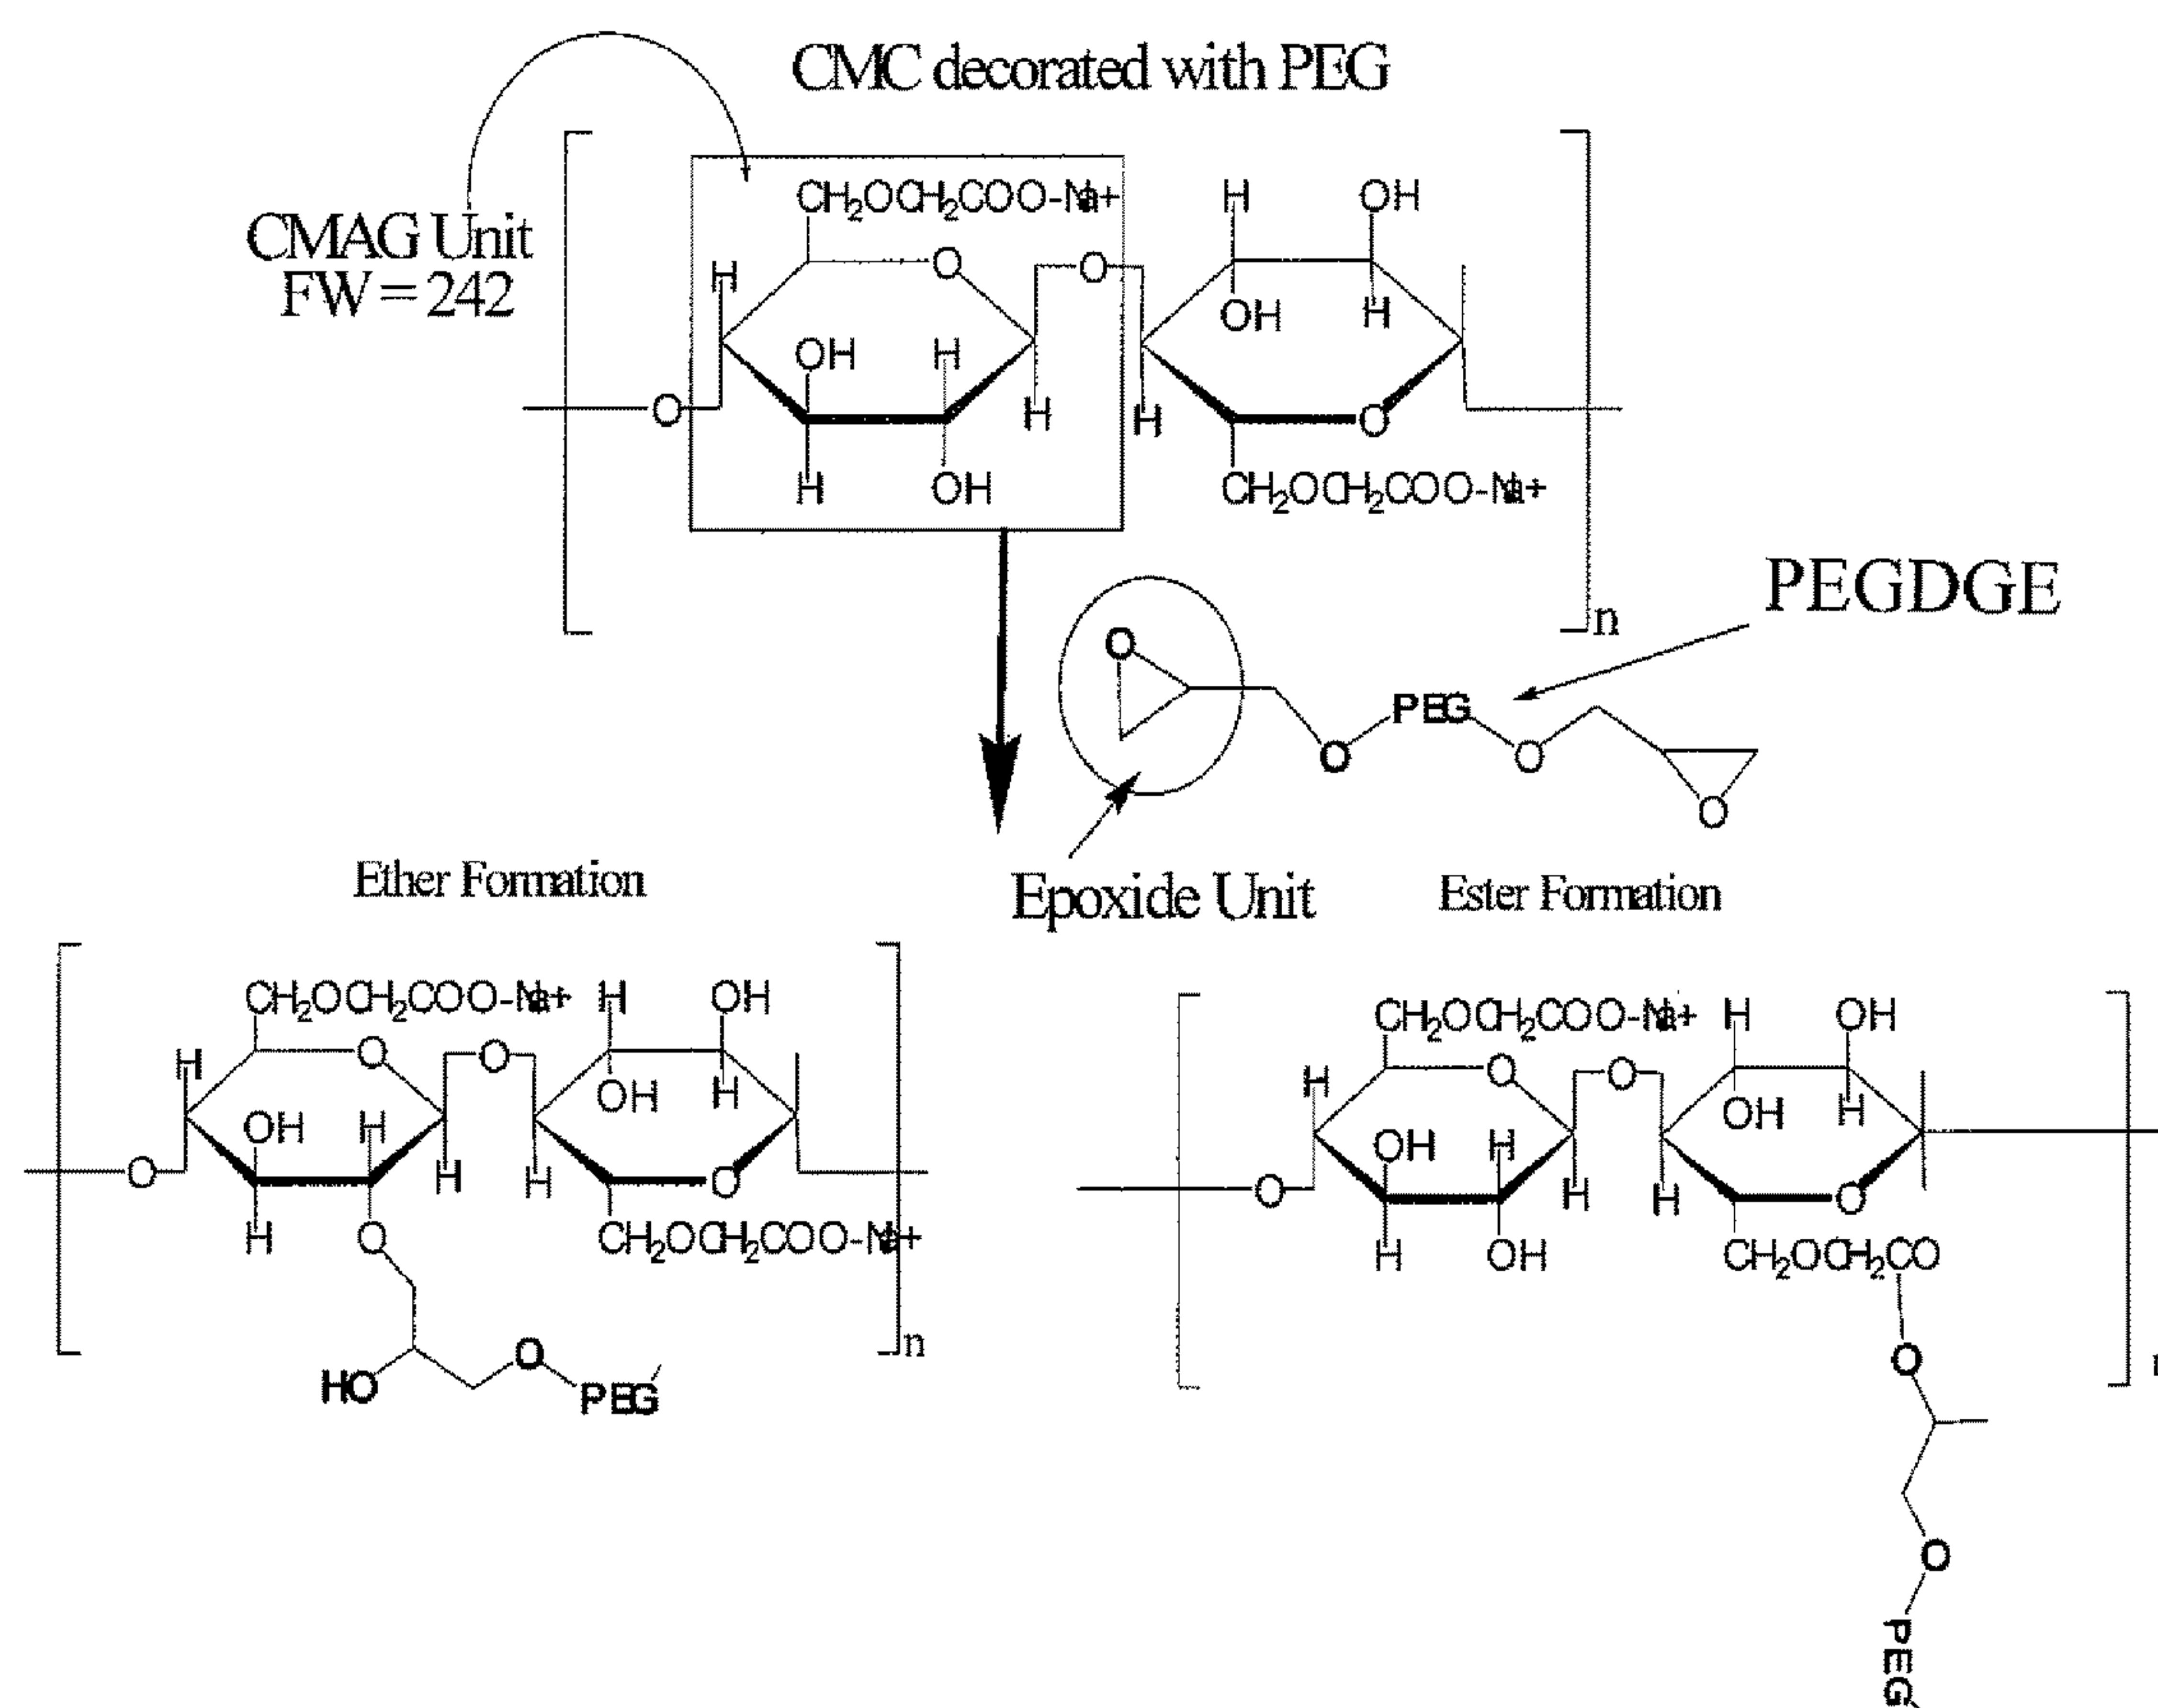 CMC decorated with PEG
CMAG Unit
FW = 242
CH2OCH2COO-Na+
H
OH
H
O
O
OH
H
OH
H
O
H
H
H
OH
O
CH2OCH2COO-Na+
n
PEGDGE
O
O
PEG
O
O
Ether Formation
Epoxide Unit
Ester Formation
CH2OCH2COO-Na+
H
OH
H
O
O
OH
H
OH
H
O
H
H
H
O
O
CH2OCH2COO-Na+
HO
O
PEG
n
CH2OCH2COO-Na+
H
OH
H
O
O
OH
H
OH
H
O
H
H
H
OH
O
CH2OCH2CO
O
O
PEG